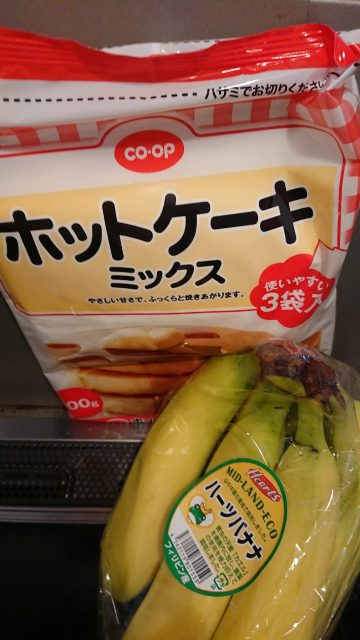 ハサミでお切りください
CO·OP
ホットケーキ
ミックス
やさしい甘さで、ふっくらと焼きあがります。
使いやすい
3袋入
00g
Hearts
MID-LAND-ECO
ハーツバナナ
フィリピン産